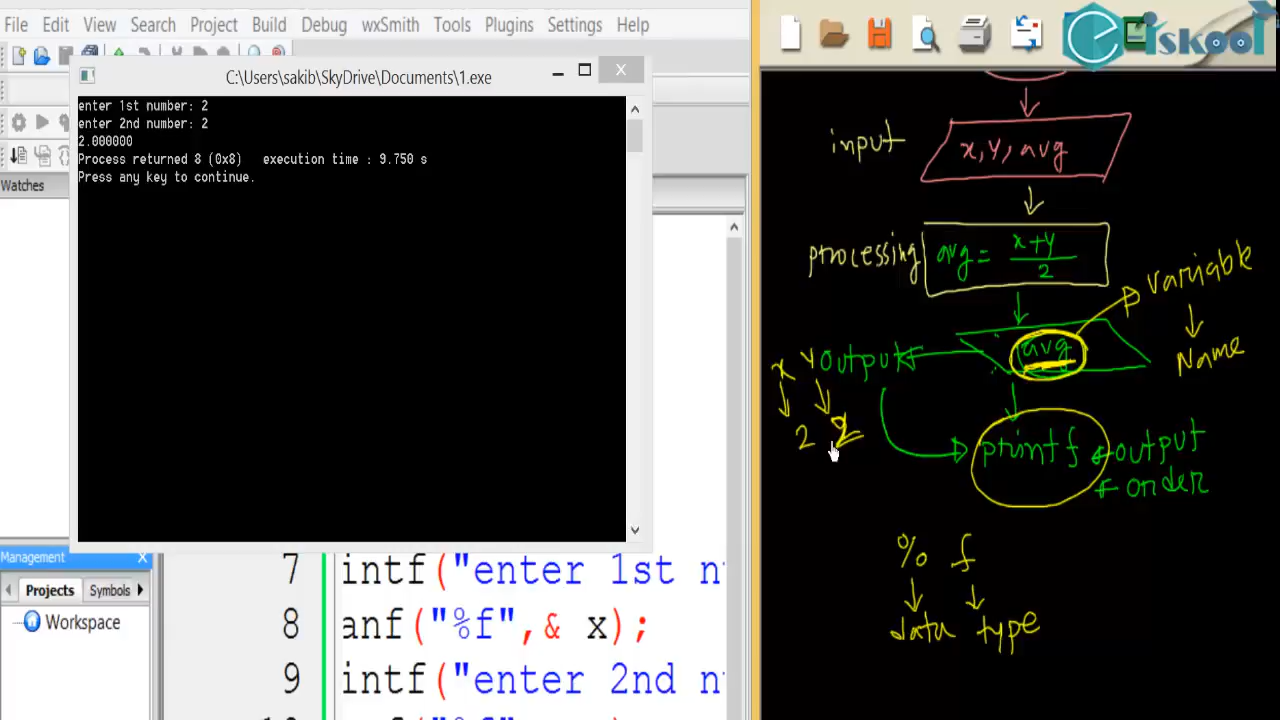 File Edit View Search Project Build Debug wxSmith Tools Plugins Settings Help
C:\Users\sakib\SkyDrive\Documents\1.exe
enter 1st number: 2
enter 2nd number: 2
2.000000
Process returned 8 (0x8)   execution time : 9.750 s
Press any key to continue.
Watches
Management
Projects Symbols
Workspace
7 intf("enter 1st n
8 anf("%f",& x);
9 intf("enter 2nd n
iskool
input
x, y, avg
processing
avg = x+y
2
variable
Name
avg
x y output
2 2
printf
output
order
% f
data type